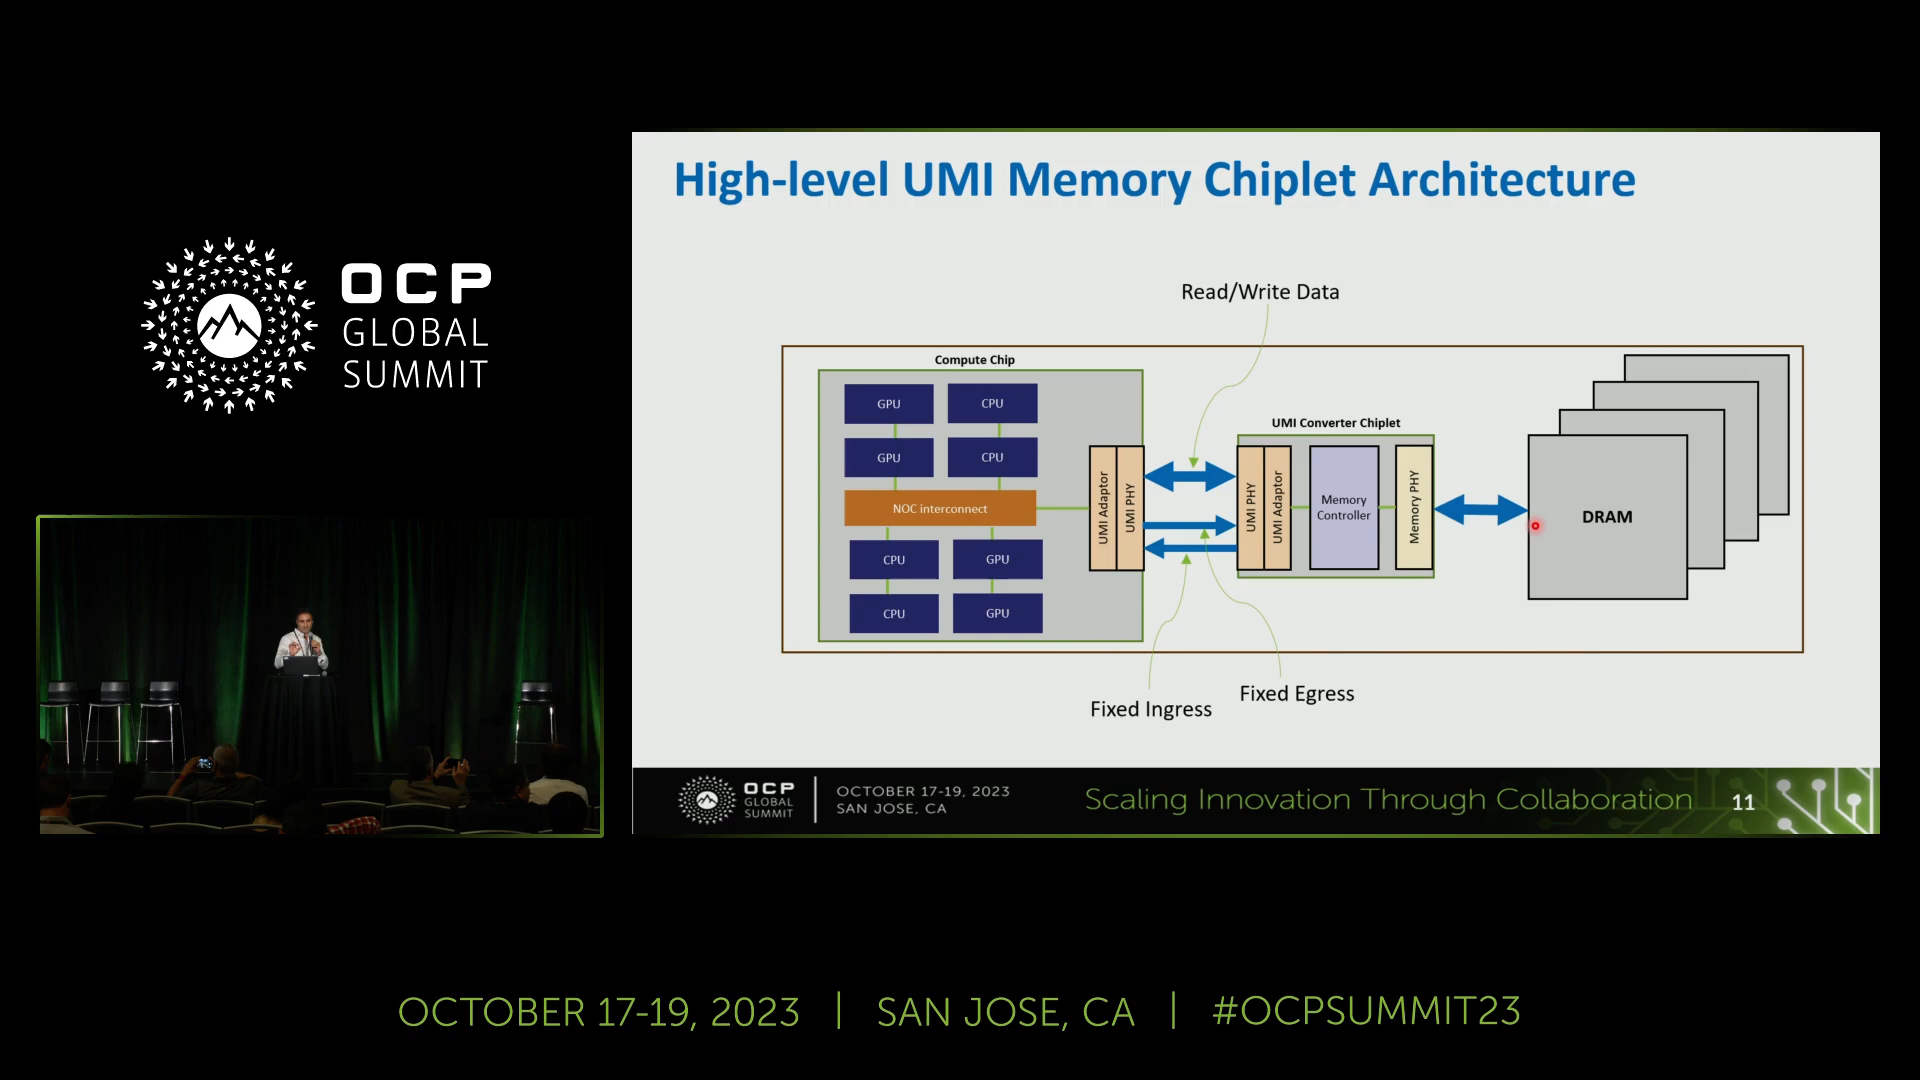 OCP
GLOBAL
SUMMIT
High-level UMI Memory Chiplet Architecture
Read/Write Data
Compute Chip
GPU
CPU
GPU
CPU
NOC interconnect
CPU
GPU
CPU
GPU
UMI Adaptor
UMI PHY
UMI Converter Chiplet
UMI PHY
UMI Adaptor
Memory
Controller
Memory PHY
DRAM
Fixed Ingress
Fixed Egress
OCP
GLOBAL
SUMMIT
OCTOBER 17-19, 2023
SAN JOSE, CA
Scaling Innovation Through Collaboration
11
OCTOBER 17-19, 2023 | SAN JOSE, CA | #OCPSUMMIT23